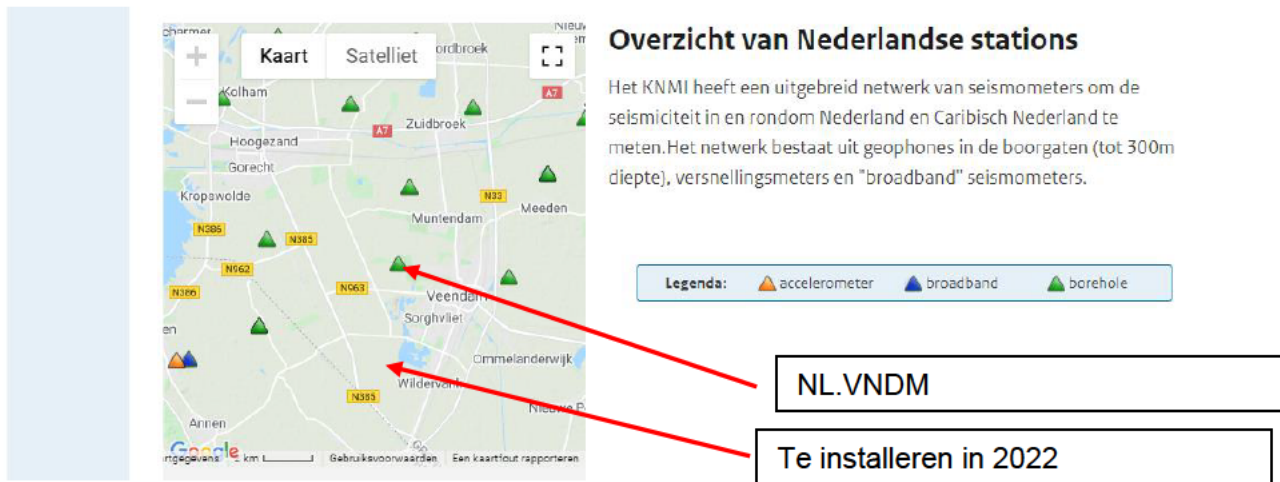 Kaart
Satelliet
ordbroek
Kolham
A7
Zuidbroek
A7
Hoogezand
Gorecht
Kropswolde
N33
Meeden
Muntendam
N386
N385
N962
N386
N963
Veendam
Sorghvliet
Ommelanderwijk
Wildervank
N385
Annen
Google
km
Gebruiksvoorwaarden
Een kaartfout rapporteren
Overzicht van Nederlandse stations
Het KNMI heeft een uitgebreid netwerk van seismometers om de
seismiciteit in en rondom Nederland en Caribisch Nederland te
meten.Het netwerk bestaat uit geophones in de boorgaten (tot 300m
diepte), versnellingsmeters en "broadband" seismometers.
Legenda: accelerometer broadband borehole
NL.VNDM
Te installeren in 2022